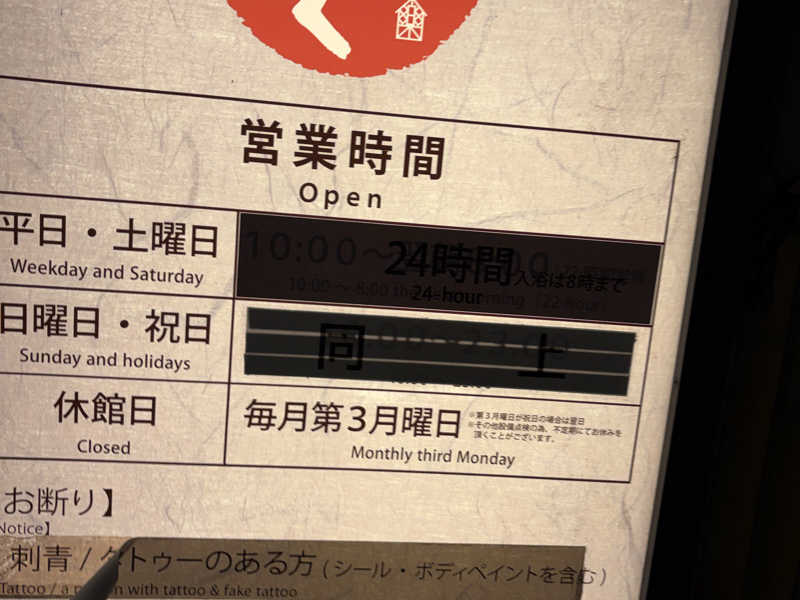 営業時間
Open
平日・土曜日
Weekday and Saturday
24時間 入浴は8時まで
24-hour
日曜日・祝日
Sunday and holidays
同 上
休館日
Closed
毎月第3月曜日
※第3月曜日が祝日の場合は翌日
※その他設備点検の為、不定期にてお休みを
頂くことがございます。
Monthly third Monday
お断り】
Notice】
刺青 / タトゥーのある方 (シール・ボディペイントを含む)
Tattoo / a person with tattoo & fake tattoo